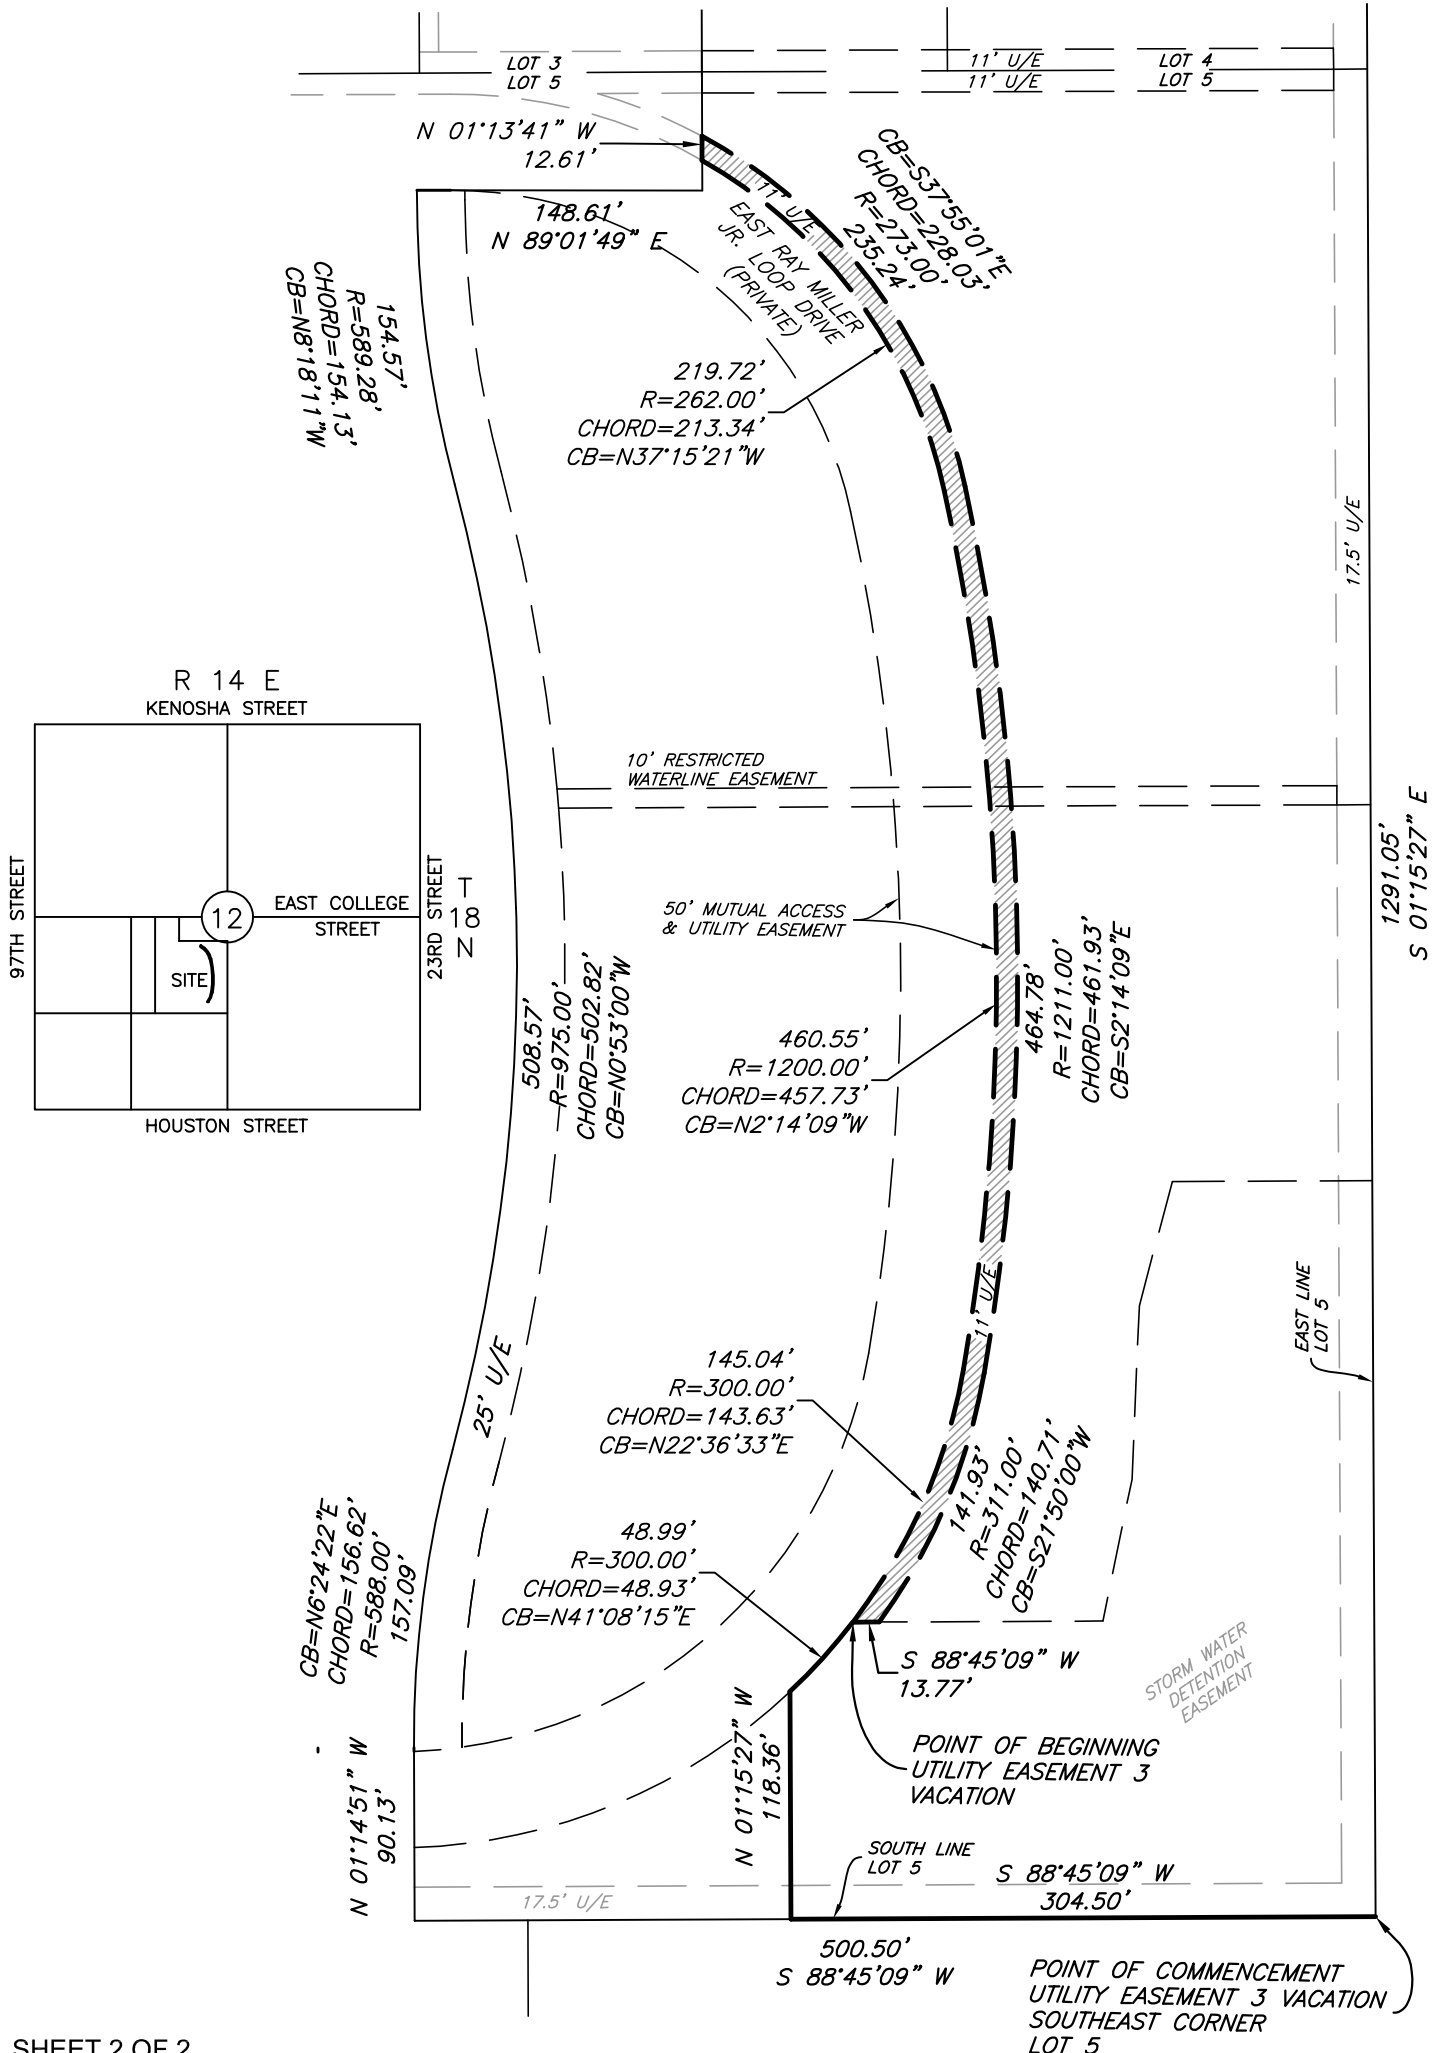 LOT 3
LOT 5
11' U/E
11' U/E
LOT 4
LOT 5
N 01°13'41" W
12.61'
148.61'
N 89°01'49" E
11' U/E
EAST RAY MILLER
JR. LOOP DRIVE
(PRIVATE)
CB=S37°55'01"E
CHORD=228.03'
R=273.00'
235.24'
154.57'
R=589.28'
CHORD=154.13'
CB=N8°18'11"W
219.72'
R=262.00'
CHORD=213.34'
CB=N37°15'21"W
17.5' U/E
R 14 E
KENOSHA STREET
97TH STREET
12
EAST COLLEGE
STREET
SITE
23RD STREET
T
18
N
HOUSTON STREET
10' RESTRICTED
WATERLINE EASEMENT
50' MUTUAL ACCESS
& UTILITY EASEMENT
1291.05'
S 01°15'27" E
508.57'
R=975.00'
CHORD=502.82'
CB=N0°53'00"W
460.55'
R=1200.00'
CHORD=457.73'
CB=N2°14'09"W
464.78'
R=1211.00'
CHORD=461.93'
CB=S2°14'09"E
11' U/E
EAST LINE
LOT 5
25' U/E
145.04'
R=300.00'
CHORD=143.63'
CB=N22°36'33"E
141.93'
R=311.00'
CHORD=140.71'
CB=S21°50'00"W
CB=N6°24'22"E
CHORD=156.62'
R=588.00'
157.09'
48.99'
R=300.00'
CHORD=48.93'
CB=N41°08'15"E
S 88°45'09" W
13.77'
STORM WATER
DETENTION
EASEMENT
N 01°15'27" W
118.36'
POINT OF BEGINNING
UTILITY EASEMENT 3
VACATION
N 01°14'51" W
90.13'
SOUTH LINE
LOT 5
S 88°45'09" W
304.50'
17.5' U/E
500.50'
S 88°45'09" W
POINT OF COMMENCEMENT
UTILITY EASEMENT 3 VACATION
SOUTHEAST CORNER
LOT 5
SHEET 2 OF 2